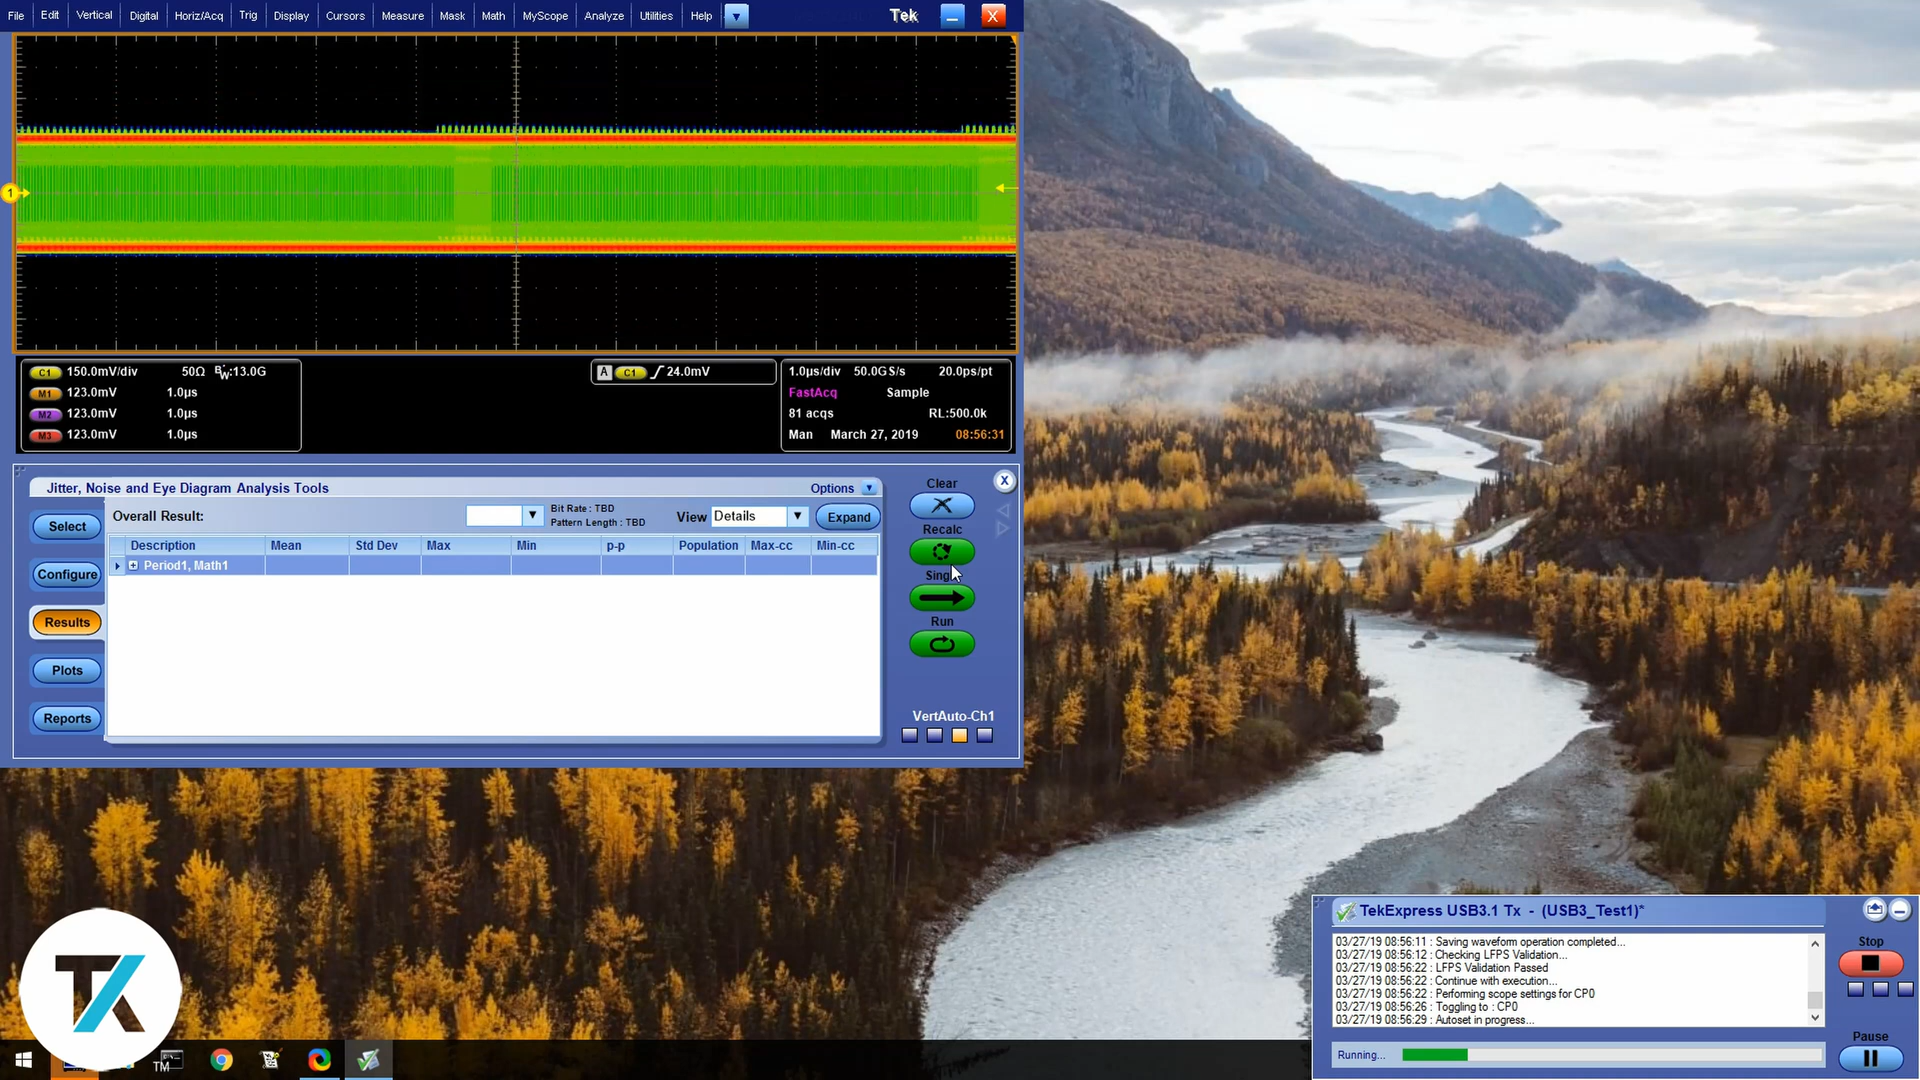 File Edit Vertical Digital Horiz/Acq Trig Display Cursors Measure Mask Math MyScope Analyze Utilities Help Tek X
1
C1 150.0mV/div 50Ω BW:13.0G
M1 123.0mV 1.0µs
M2 123.0mV 1.0µs
M3 123.0mV 1.0µs
A C1 24.0mV
1.0µs/div 50.0GS/s 20.0ps/pt
FastAcq Sample
81 acqs RL:500.0k
Man March 27, 2019 08:56:31
Jitter, Noise and Eye Diagram Analysis Tools
Options
Clear
X
Select
Overall Result:
Bit Rate : TBD
Pattern Length : TBD
View Details Expand
Recalc
Description Mean Std Dev Max Min p-p Population Max-cc Min-cc
Period1, Math1
Configure
Run
Results
Plots
Reports
VertAuto-Ch1
TekExpress USB3.1 Tx - (USB3_Test1)*
03/27/19 08:56:11 : Saving waveform operation completed...
03/27/19 08:56:12 : Checking LFPS Validation...
03/27/19 08:56:22 : LFPS Validation Passed
03/27/19 08:56:22 : Continue with execution...
03/27/19 08:56:22 : Performing scope settings for CP0
03/27/19 08:56:26 : Toggling to : CP0
03/27/19 08:56:29 : Autoset in progress...
Stop
Pause
Running...
TK
TM